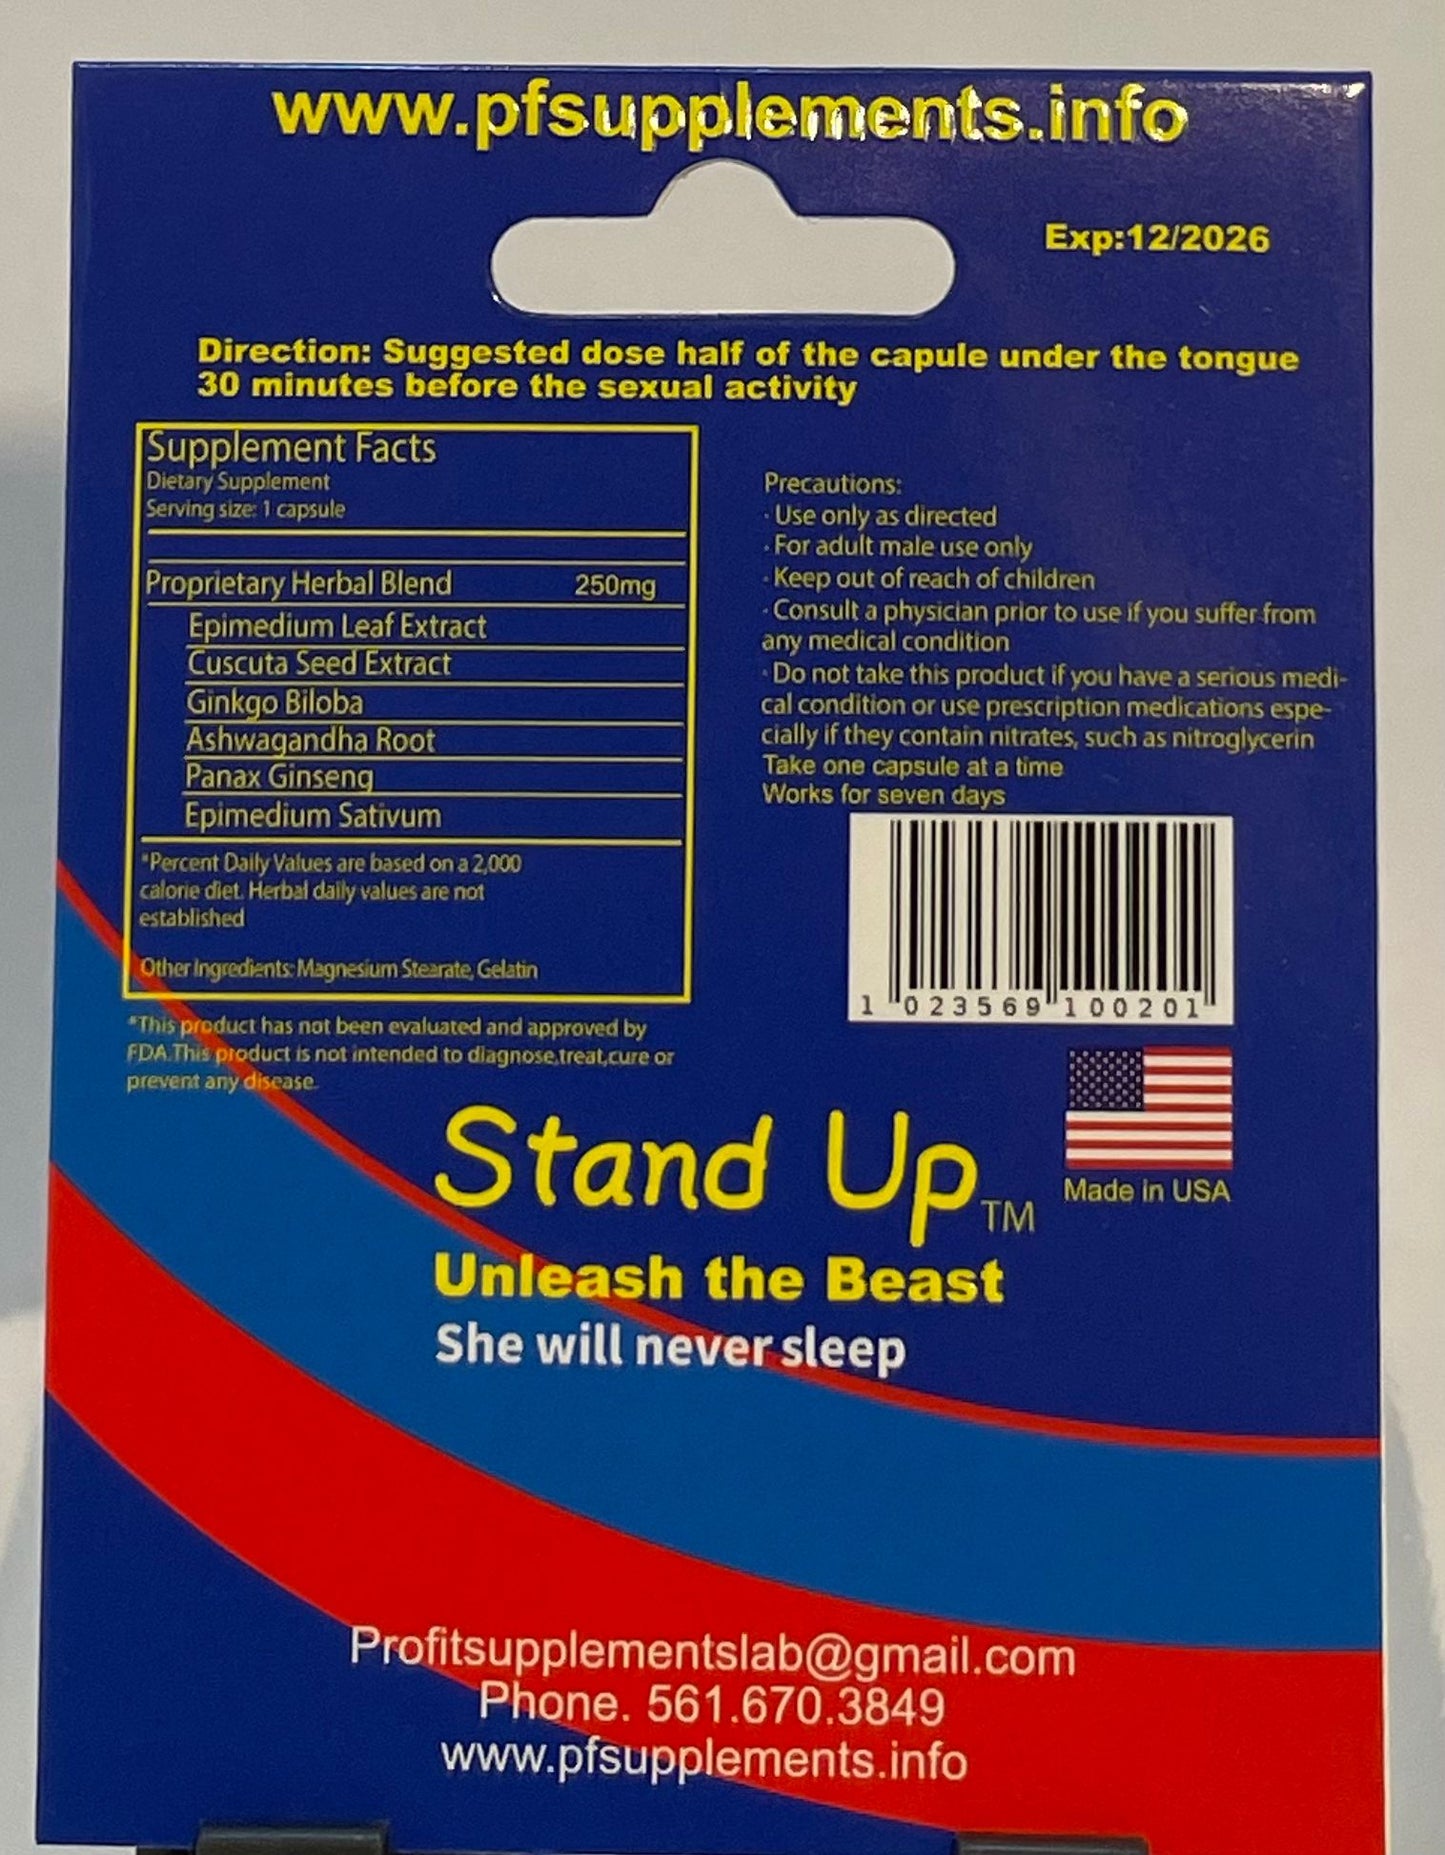 www.pfsupplements.info
Exp:12/2026
Direction: Suggested dose half of the capule under the tongue
30 minutes before the sexual activity
Supplement Facts
Dietary Supplement
Serving size: 1 capsule
Proprietary Herbal Blend 250mg
Epimedium Leaf Extract
Cuscuta Seed Extract
Ginkgo Biloba
Ashwagandha Root
Panax Ginseng
Epimedium Sativum
*Percent Daily Values are based on a 2,000
calorie diet. Herbal daily values are not
established
Other Ingredients: Magnesium Stearate, Gelatin
*This product has not been evaluated and approved by
FDA.This product is not intended to diagnose,treat,cure or
prevent any disease.
Precautions:
· Use only as directed
· For adult male use only
· Keep out of reach of children
· Consult a physician prior to use if you suffer from
any medical condition
· Do not take this product if you have a serious medi-
cal condition or use prescription medications espe-
cially if they contain nitrates, such as nitroglycerin
Take one capsule at a time
Works for seven days
1 023569 100201
Made in USA
Stand Up TM
Unleash the Beast
She will never sleep
Profitsupplementslab@gmail.com
Phone. 561.670.3849
www.pfsupplements.info